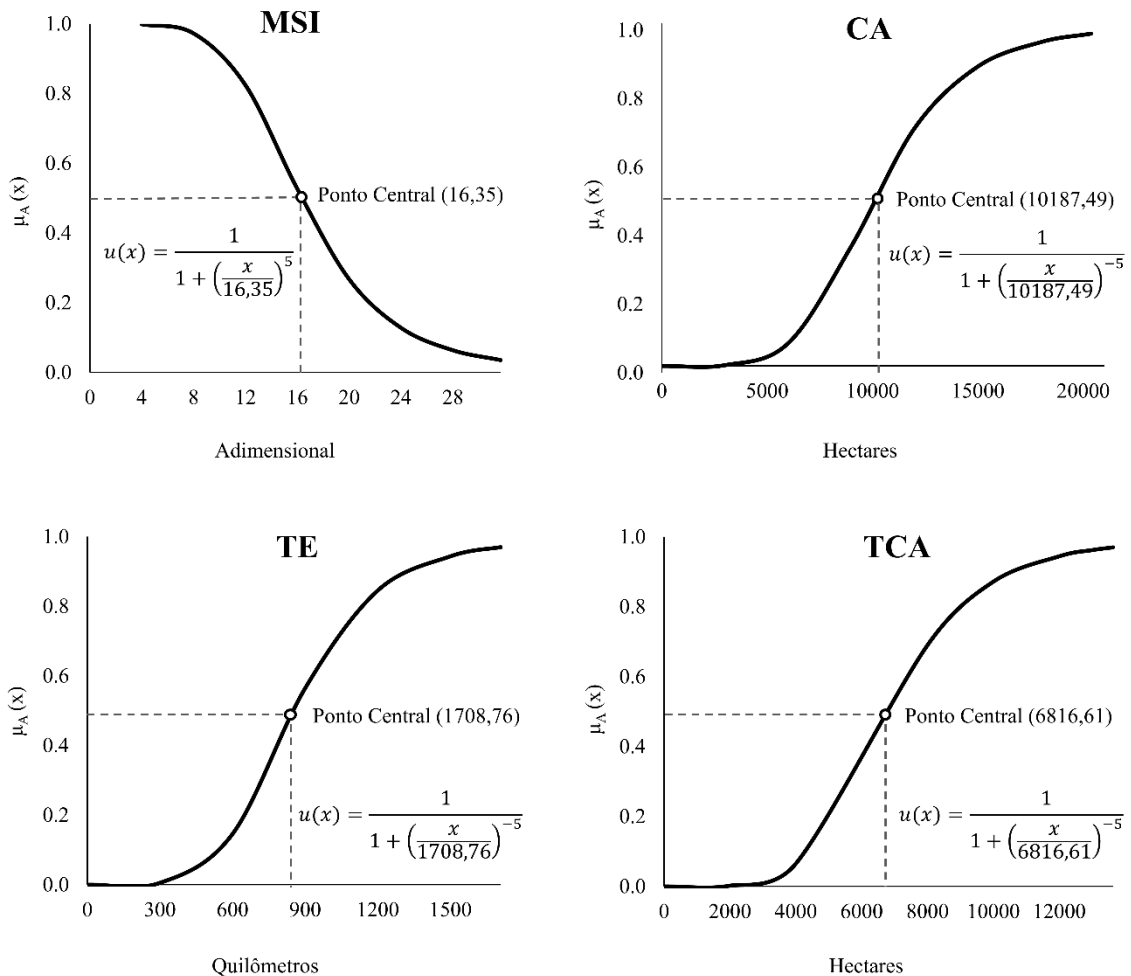 MSI
1.0
0.8
0.6
0.4
0.2
0.0
μA (x)
Ponto Central (16,35)
u(x) = 1 / (1 + (x / 16,35)^5)
0 4 8 12 16 20 24 28
Adimensional
CA
1.0
0.8
0.6
0.4
0.2
0.0
μA (x)
Ponto Central (10187,49)
u(x) = 1 / (1 + (x / 10187,49)^−5)
0 5000 10000 15000 20000
Hectares
TE
1.0
0.8
0.6
0.4
0.2
0.0
μA (x)
Ponto Central (1708,76)
u(x) = 1 / (1 + (x / 1708,76)^−5)
0 300 600 900 1200 1500
Quilômetros
TCA
1.0
0.8
0.6
0.4
0.2
0.0
μA (x)
Ponto Central (6816,61)
u(x) = 1 / (1 + (x / 6816,61)^−5)
0 2000 4000 6000 8000 10000 12000
Hectares